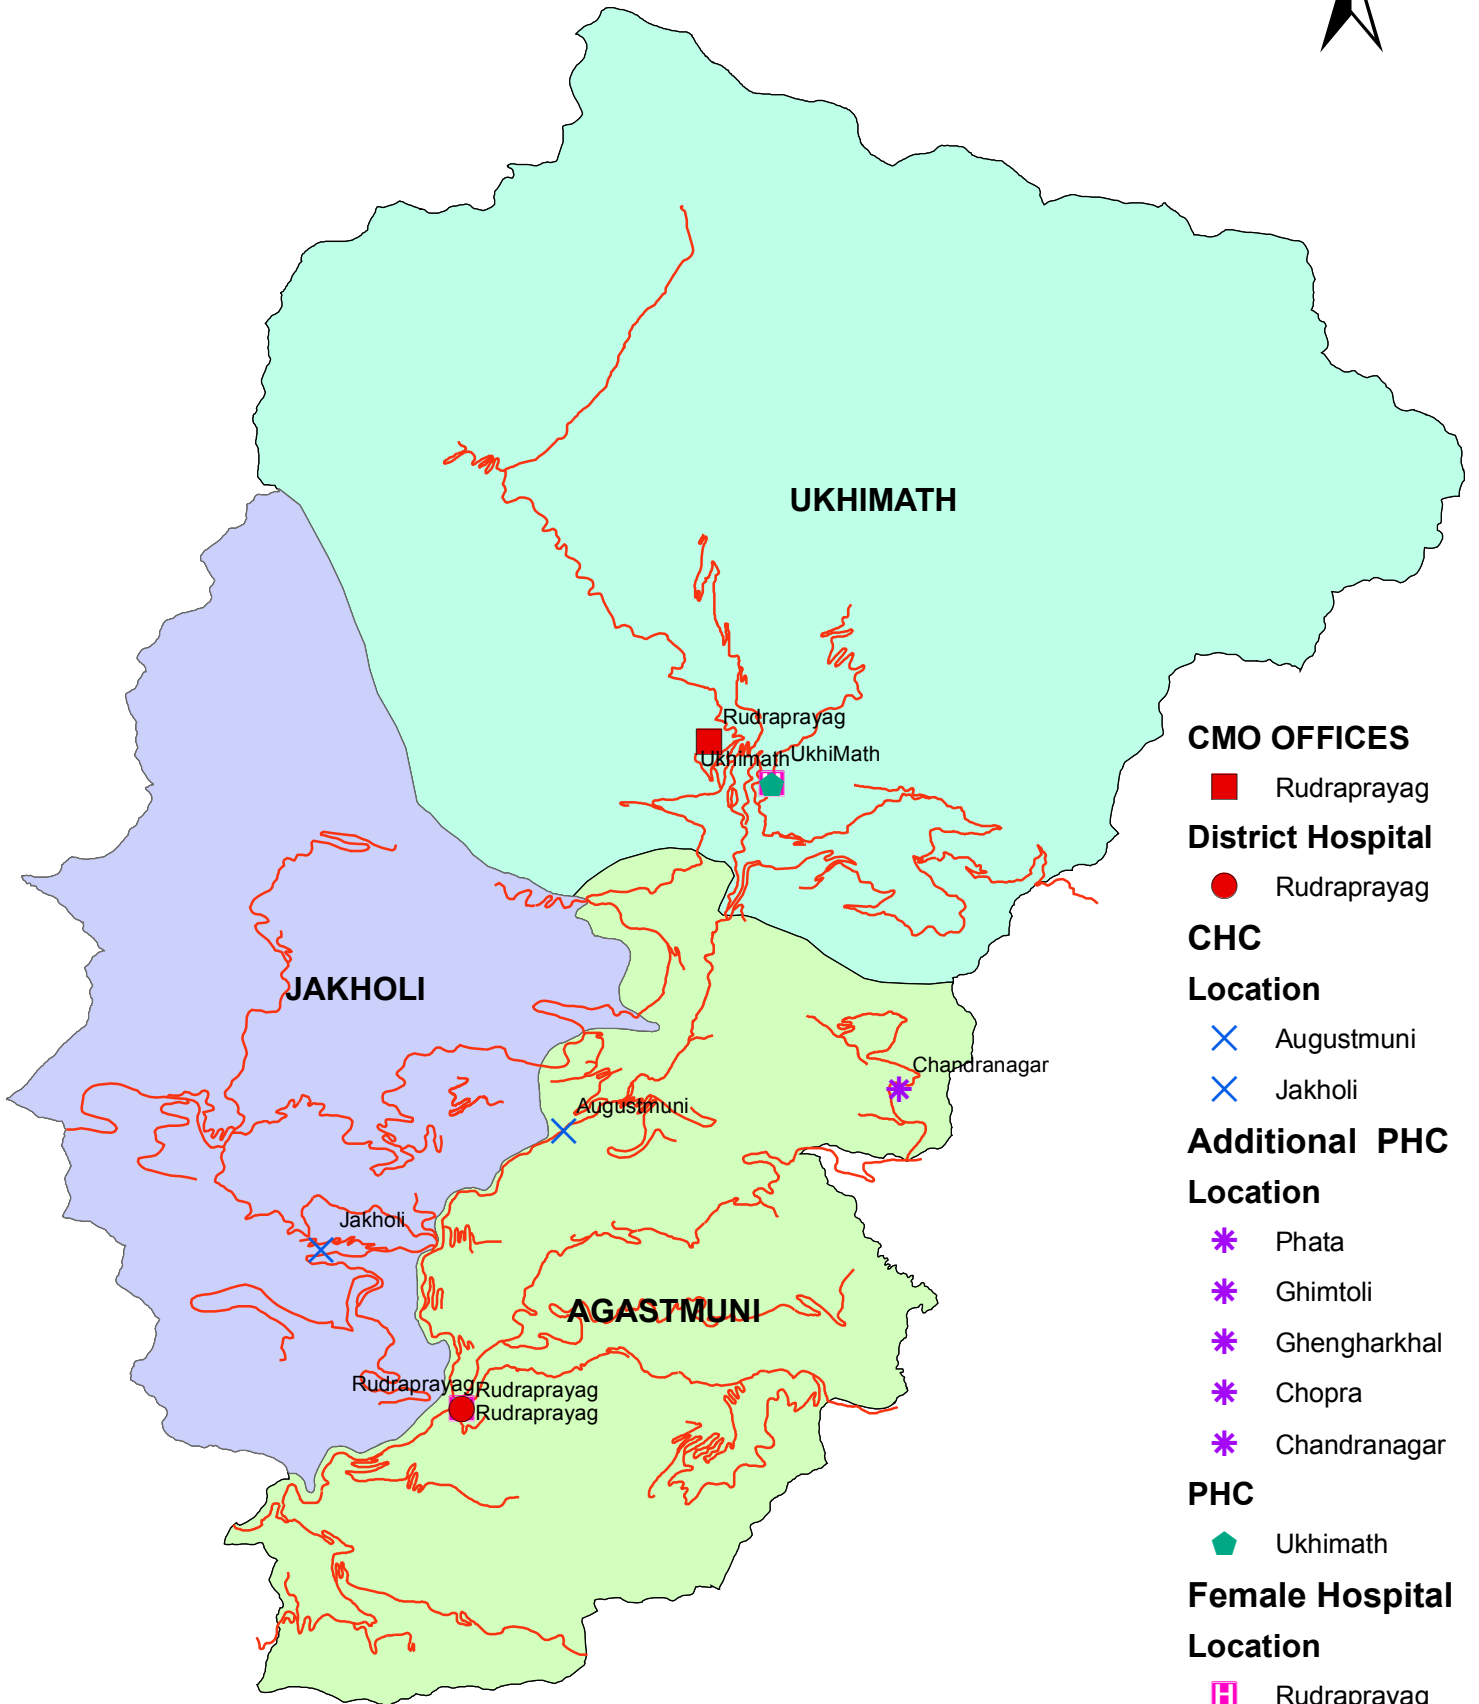 UKHIMATH
Rudraprayag
Ukhimath
UkhiMath
JAKHOLI
Chandranagar
Augustmuni
Jakholi
AGASTMUNI
Rudraprayag
Rudraprayag
Rudraprayag
CMO OFFICES
Rudraprayag
District Hospital
Rudraprayag
CHC
Location
Augustmuni
Jakholi
Additional PHC
Location
Phata
Ghimtoli
Ghengharkhal
Chopra
Chandranagar
PHC
Ukhimath
Female Hospital
Location
H Rudraprayag